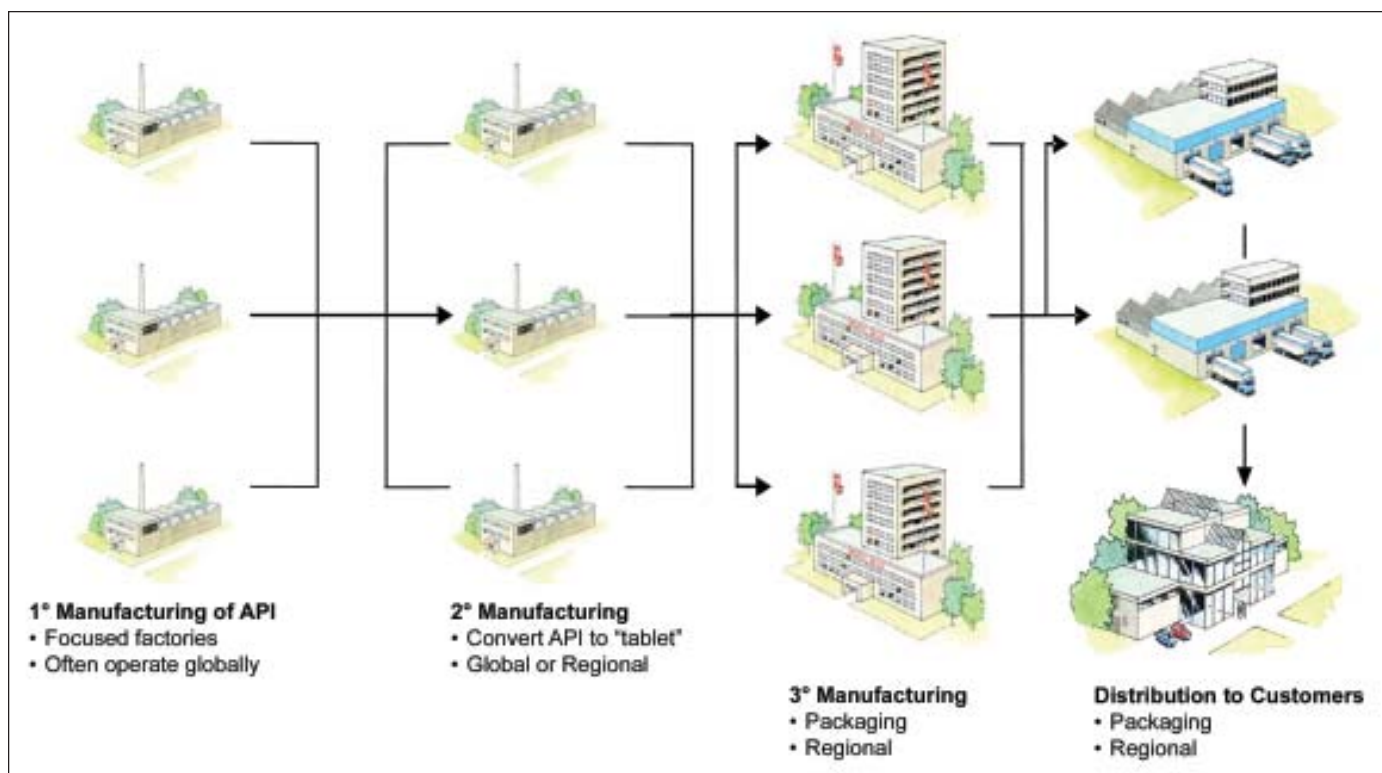 1° Manufacturing of API
• Focused factories
• Often operate globally
2° Manufacturing
• Convert API to "tablet"
• Global or Regional
3° Manufacturing
• Packaging
• Regional
Distribution to Customers
• Packaging
• Regional